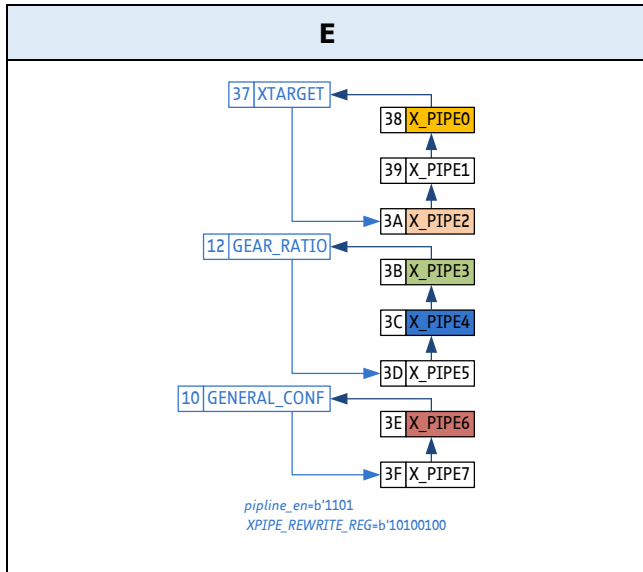 E
37 XTARGET
38 X_PIPE0
39 X_PIPE1
3A X_PIPE2
12 GEAR_RATIO
3B X_PIPE3
3C X_PIPE4
3D X_PIPE5
10 GENERAL_CONF
3E X_PIPE6
3F X_PIPE7
pipline_en=b'1101
XPIPE_REWRITE_REG=b'10100100